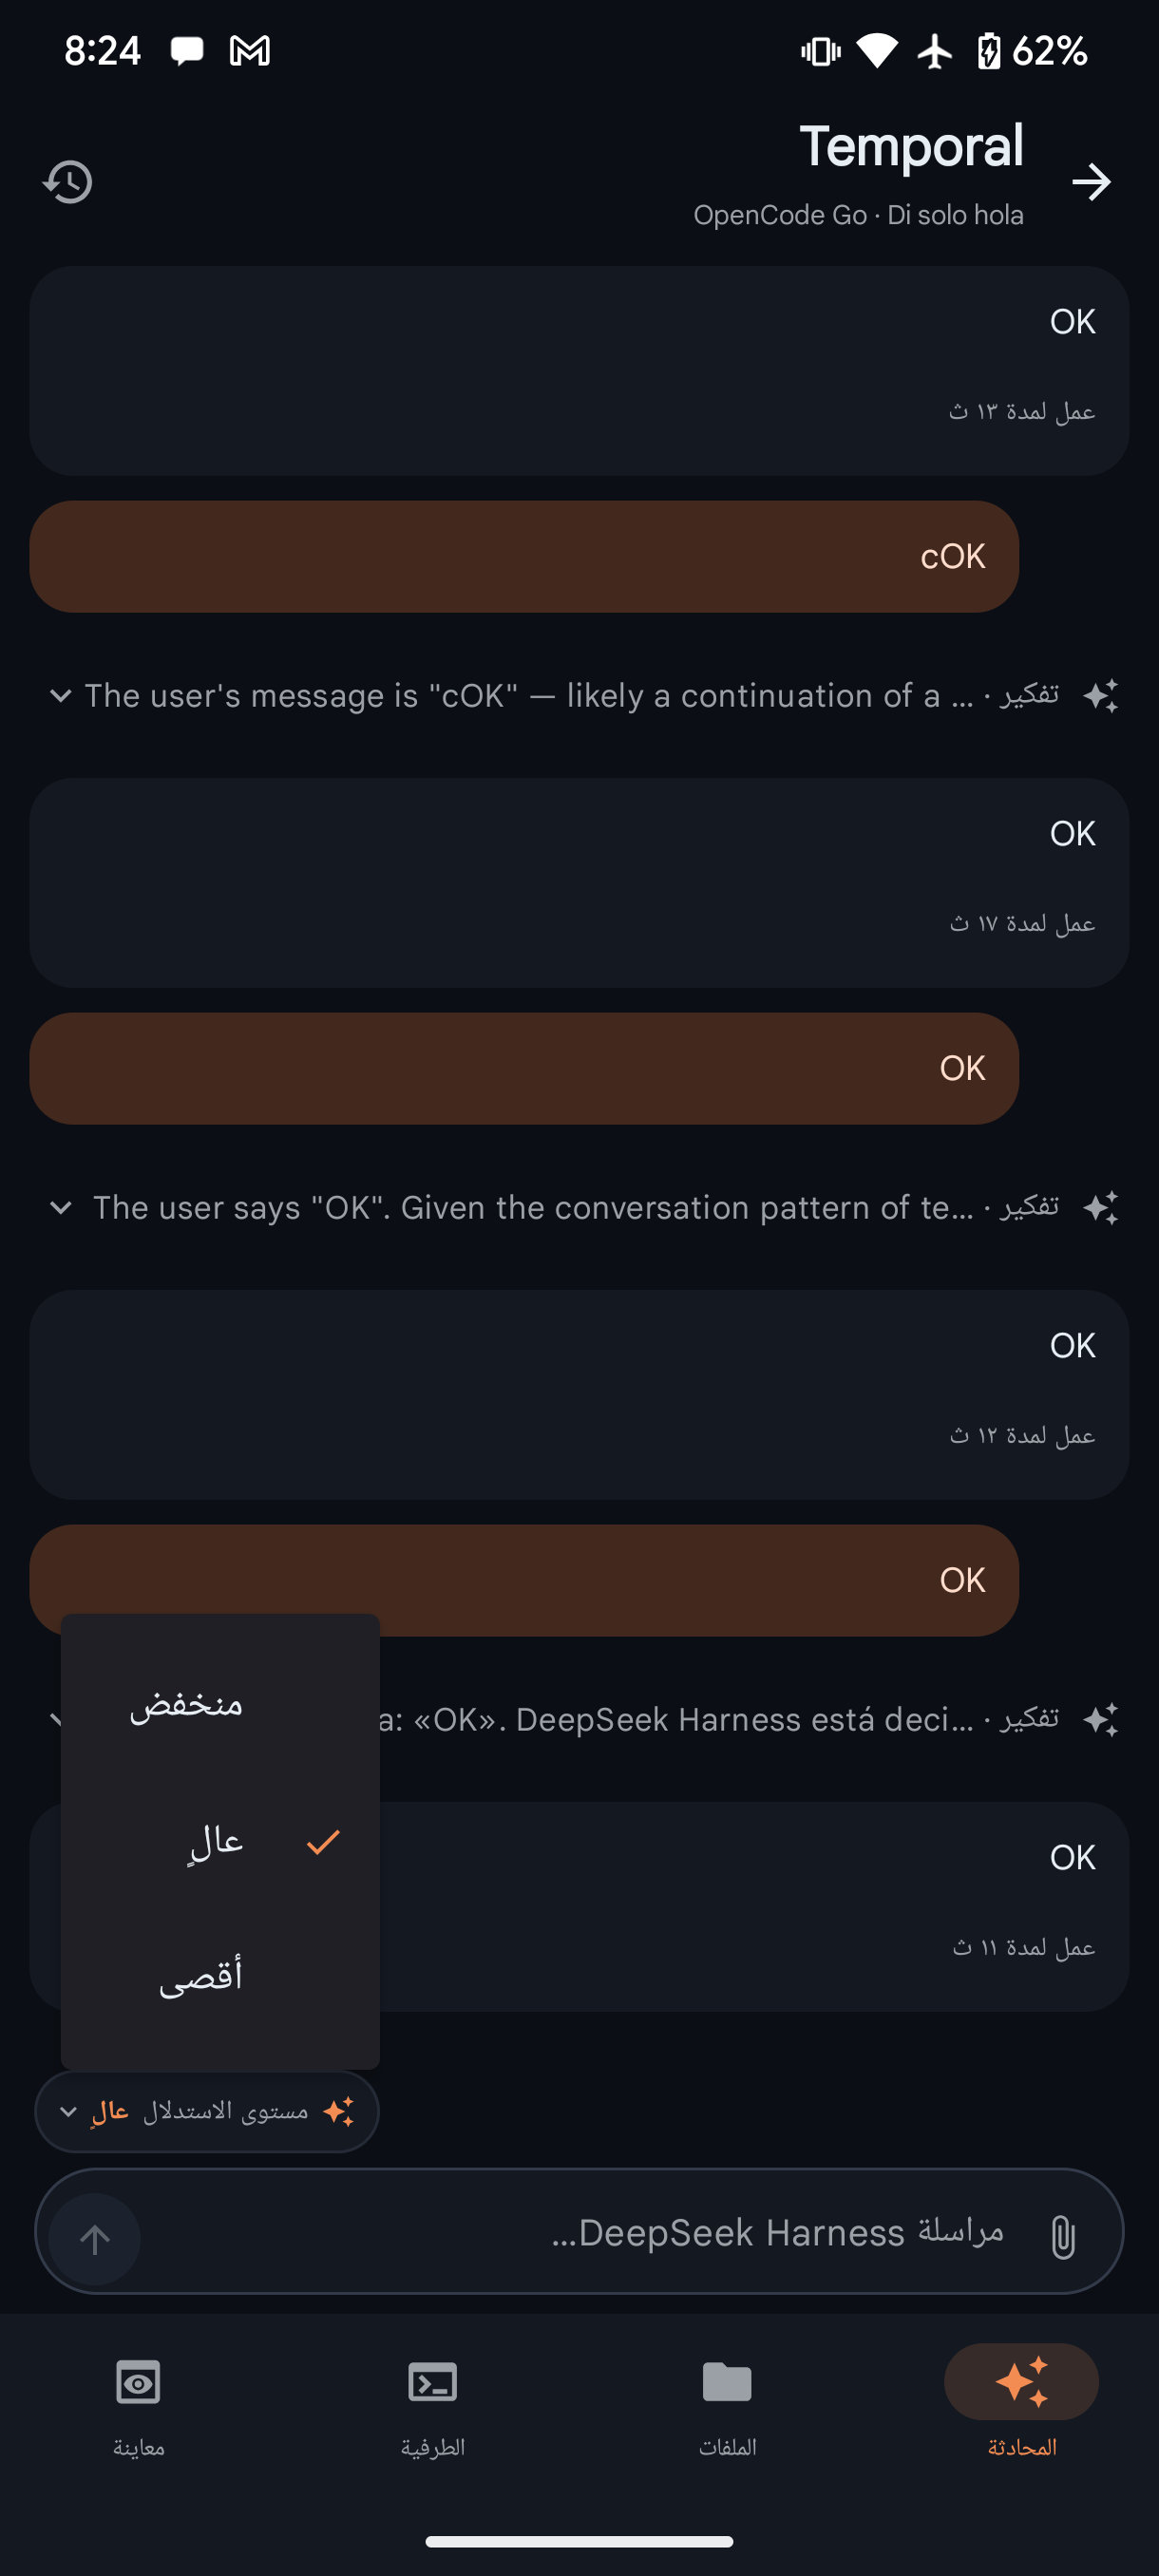 8:24
62%
Temporal
OpenCode Go · Di solo hola
OK
عمل لمدة ١٣ ث
cOK
تفكير · The user's message is "cOK" — likely a continuation of a ...
OK
عمل لمدة ١٧ ث
OK
تفكير · The user says "OK". Given the conversation pattern of te...
OK
عمل لمدة ١٢ ث
OK
منخفض
تفكير · a: «OK». DeepSeek Harness está deci...
عالٍ
OK
عمل لمدة ١١ ث
أقصى
مستوى الاستدلال عالٍ
مراسلة DeepSeek Harness...
المحادثة
الملفات
الطرفية
معاينة